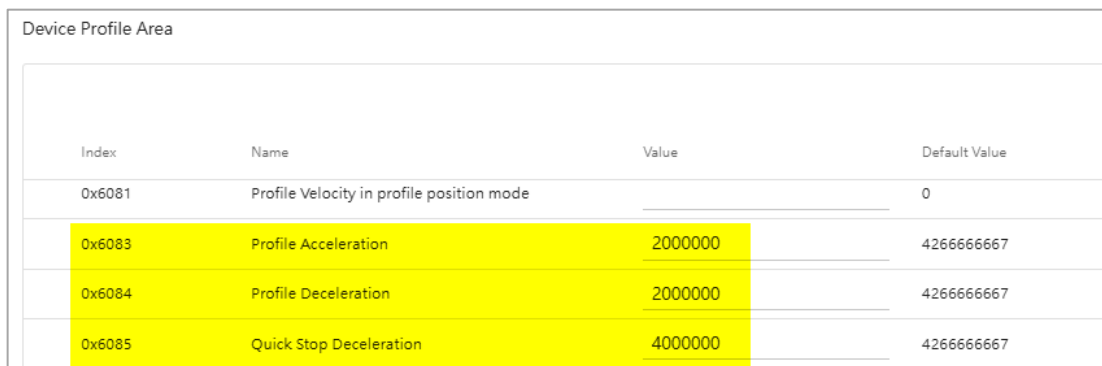 Device Profile Area
Index Name Value Default Value
0x6081 Profile Velocity in profile position mode 0
0x6083 Profile Acceleration 2000000 4266666667
0x6084 Profile Deceleration 2000000 4266666667
0x6085 Quick Stop Deceleration 4000000 4266666667